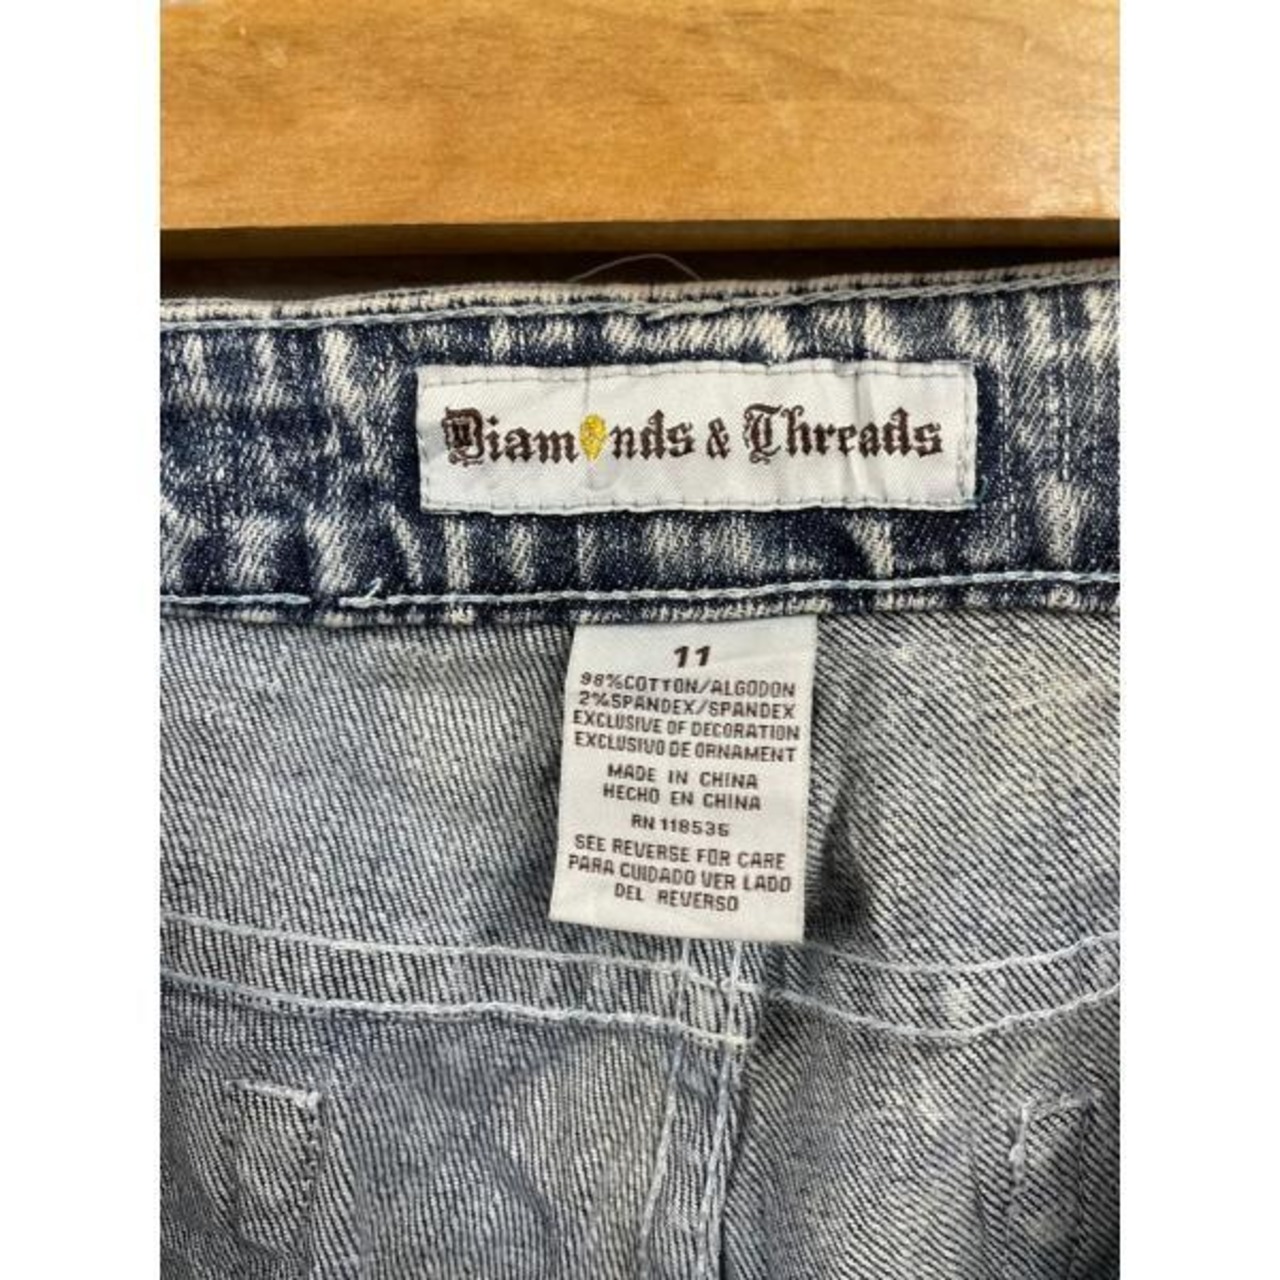 Diamonds & Threads
11
98%COTTON/ALGODON
2%SPANDEX/SPANDEX
EXCLUSIVE OF DECORATION
EXCLUSIVO DE ORNAMENT
MADE IN CHINA
HECHO EN CHINA
RN 118535
SEE REVERSE FOR CARE
PARA CUIDADO VER LADO
DEL REVERSO